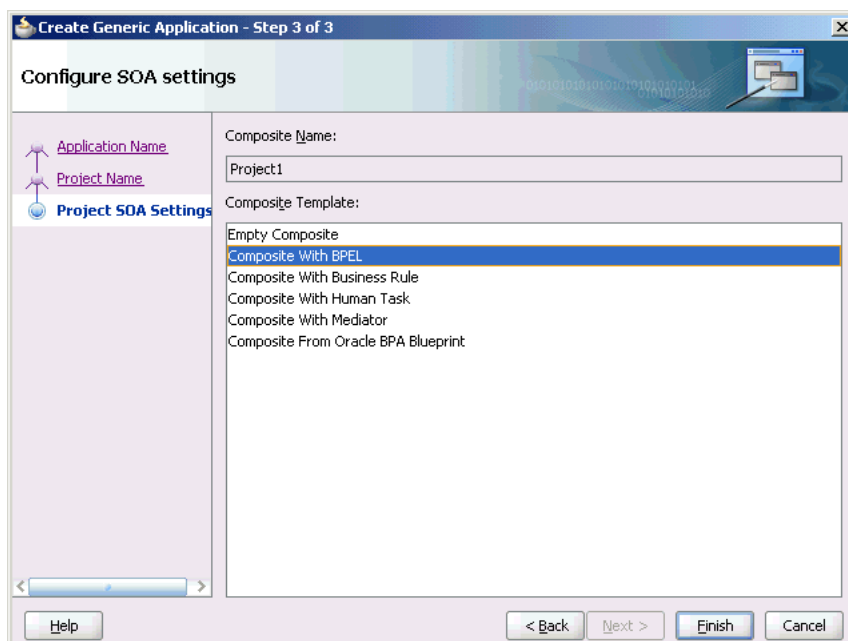 Create Generic Application - Step 3 of 3
Configure SOA settings
Application Name
Project Name
Project SOA Settings
Composite Name:
Project1
Composite Template:
Empty Composite
Composite With BPEL
Composite With Business Rule
Composite With Human Task
Composite With Mediator
Composite From Oracle BPA Blueprint
Help
< Back
Next >
Finish
Cancel